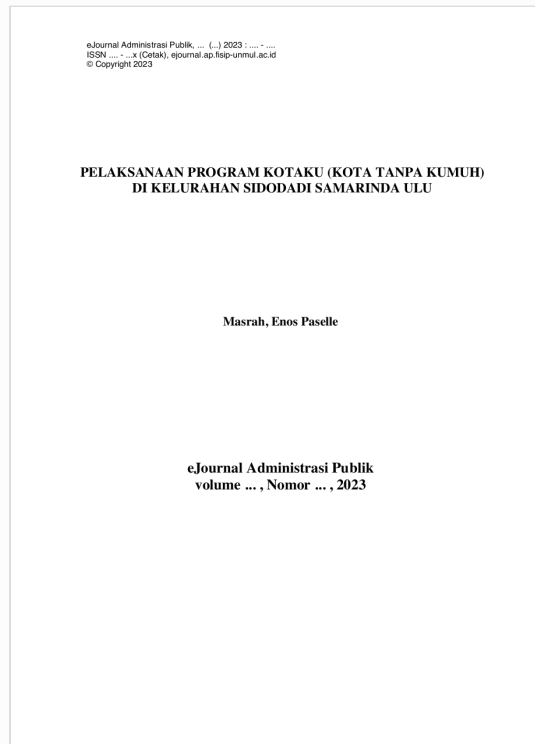 eJournal Administrasi Publik, ... (...) 2023 : .... - ....
ISSN .... - ...x (Cetak), ejournal.ap.fisip-unmul.ac.id
© Copyright 2023
PELAKSANAAN PROGRAM KOTAKU (KOTA TANPA KUMUH)
DI KELURAHAN SIDODADI SAMARINDA ULU
Masrah, Enos Paselle
eJournal Administrasi Publik
volume ... , Nomor ... , 2023